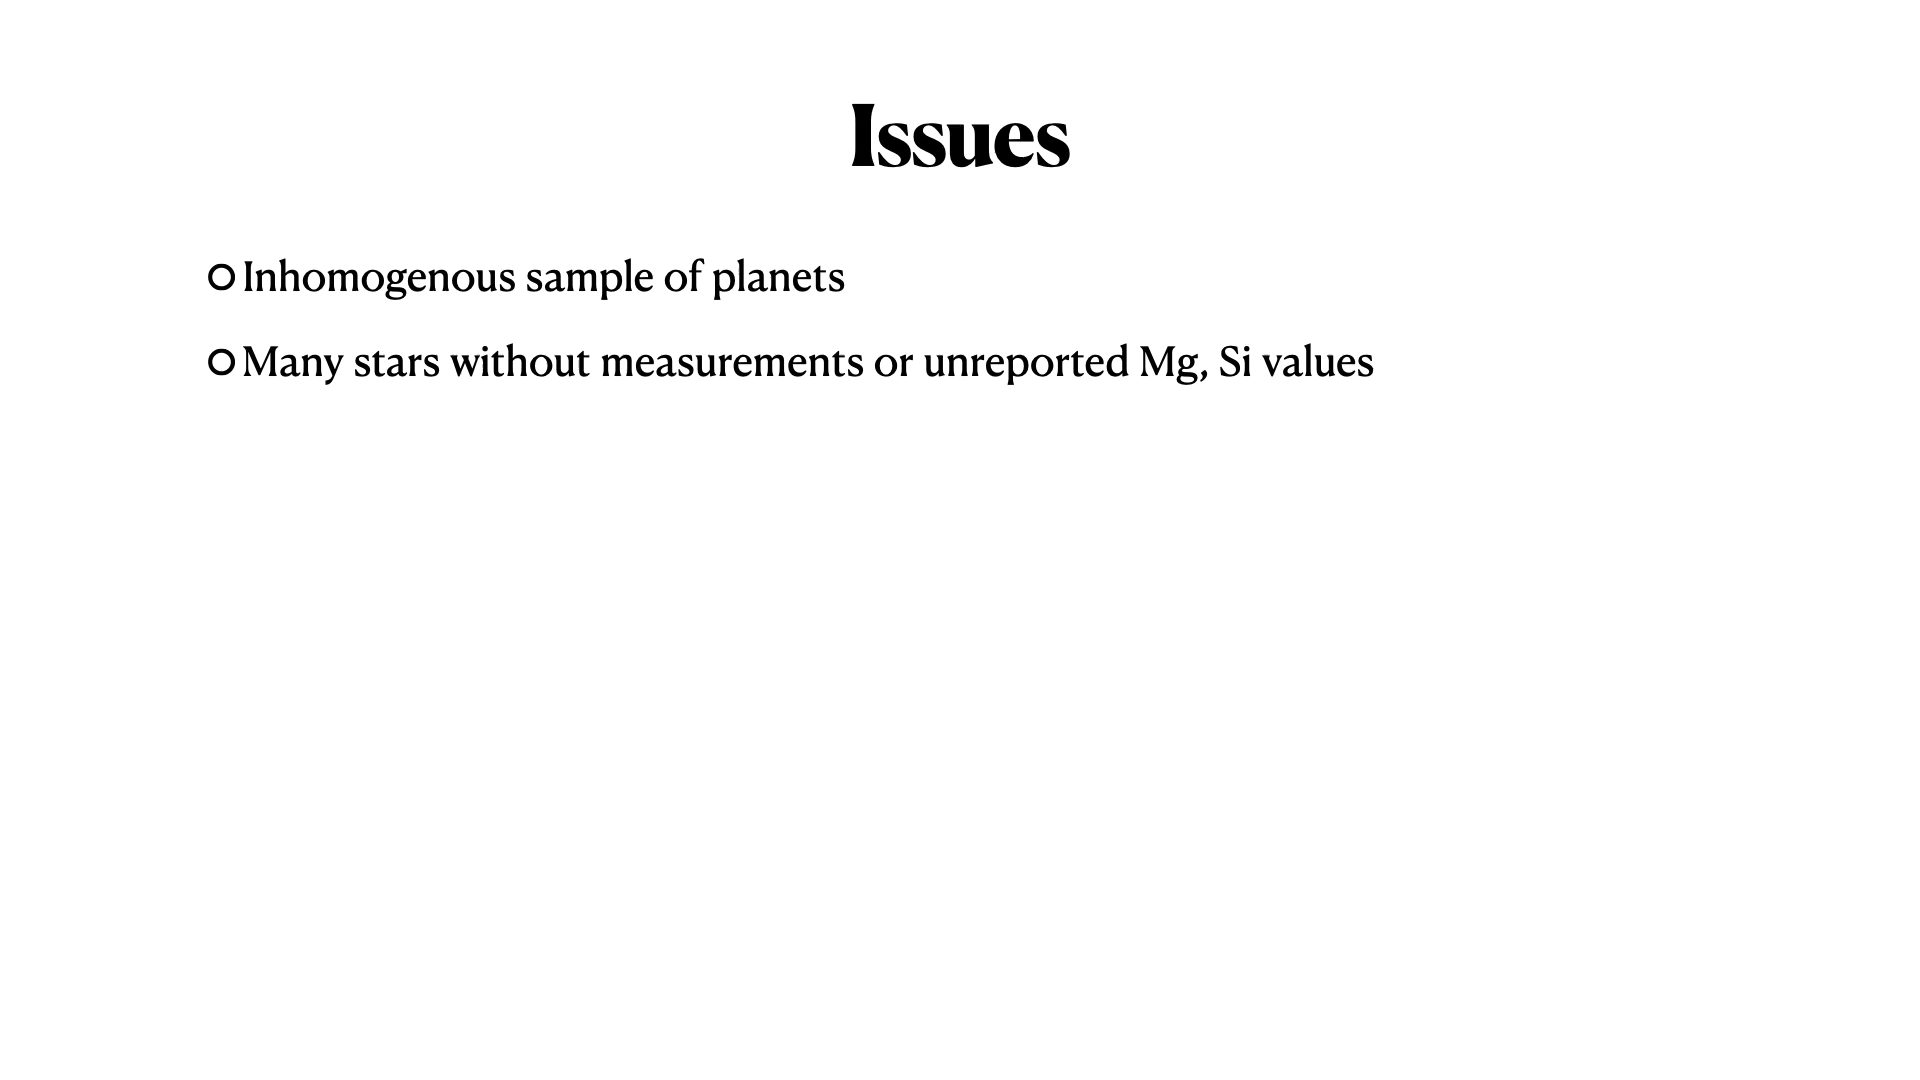 Issues
Inhomogenous sample of planets
Many stars without measurements or unreported Mg, Si values